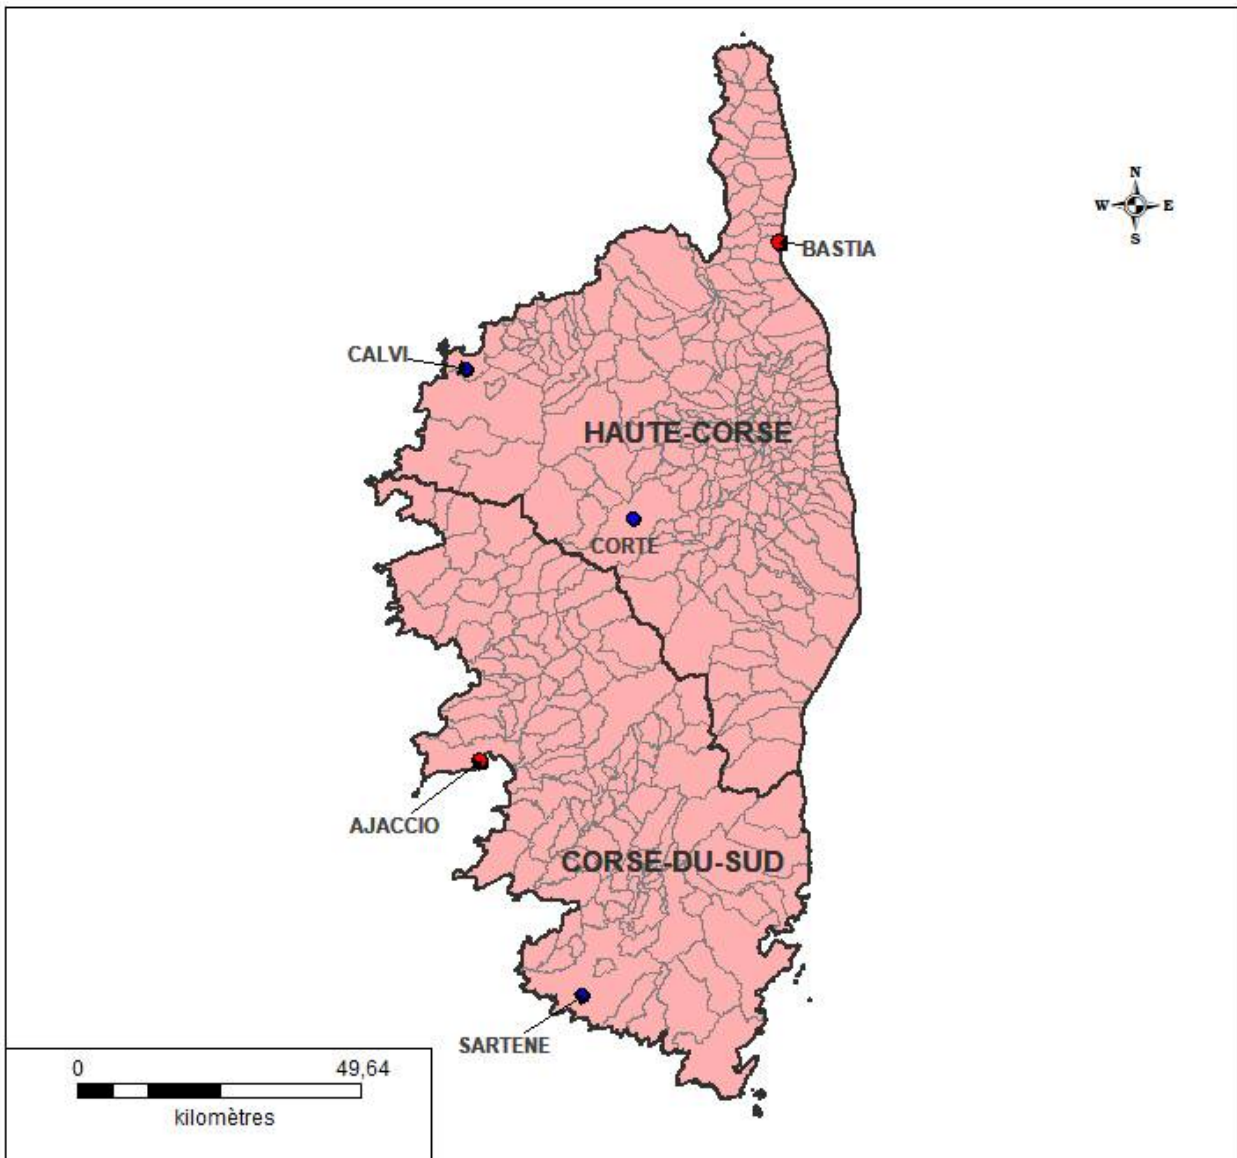 N
W E
S
BASTIA
CALVI
HAUTE-CORSE
CORTE
AJACCIO
CORSE-DU-SUD
SARTENE
0 49,64
kilomètres